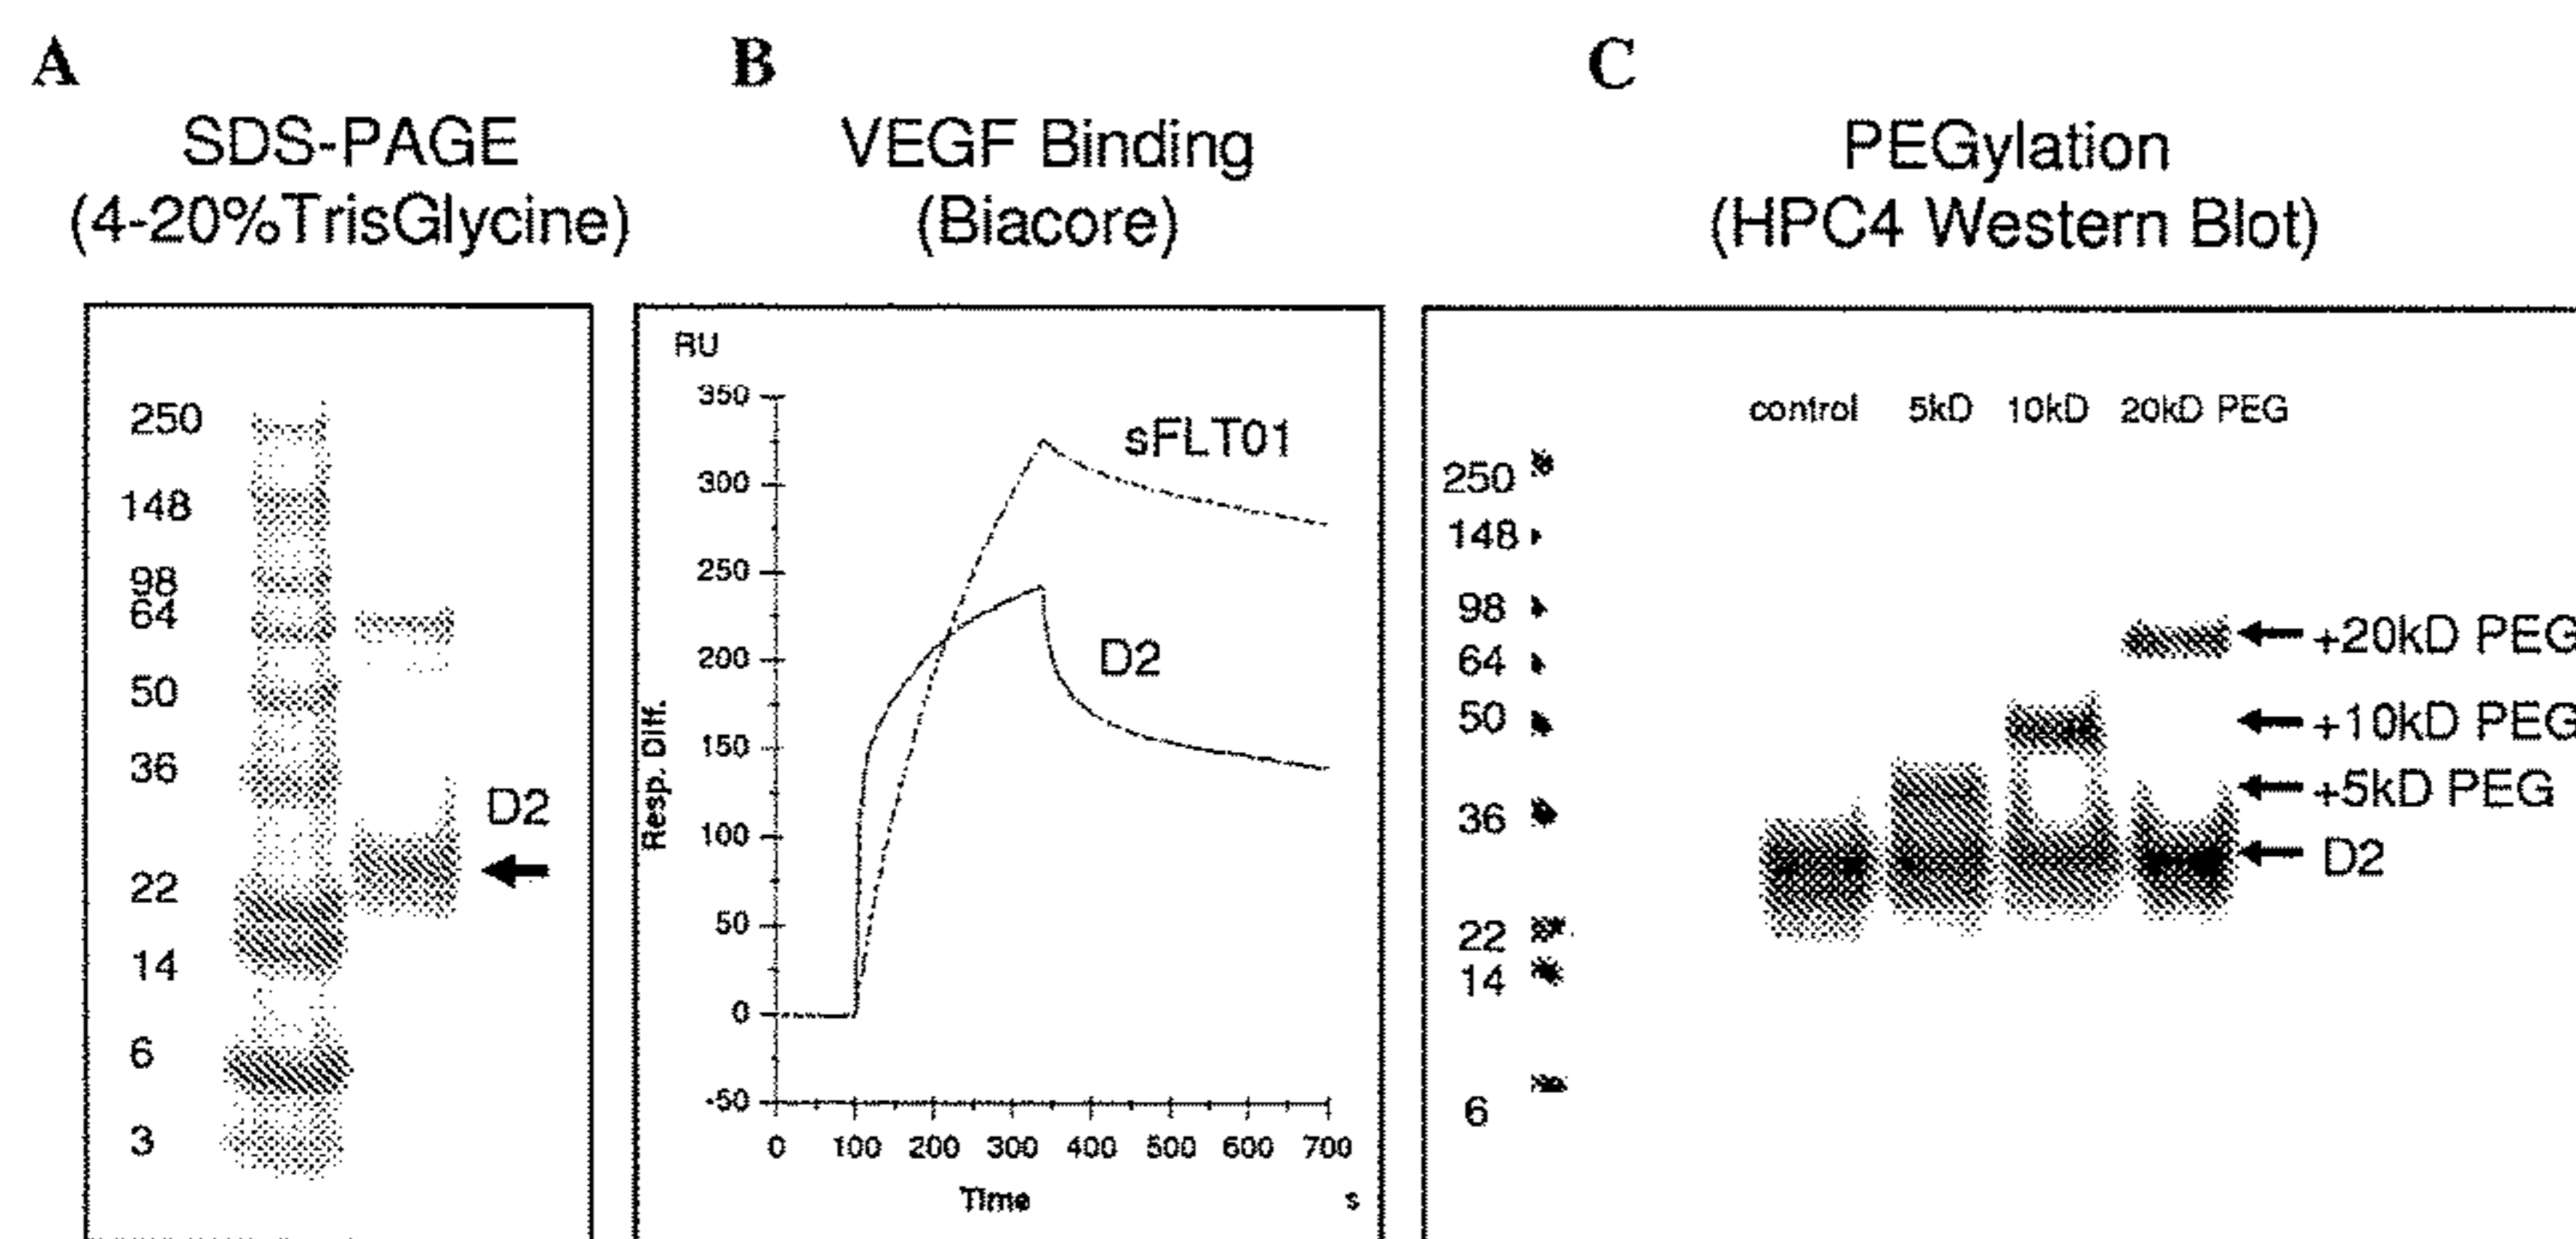 A
SDS-PAGE
(4-20%TrisGlycine)
250
148
98
64
50
36
22
14
6
3
D2
B
VEGF Binding
(Biacore)
RU
350
300
250
200
150
100
50
0
-50
Resp. Diff.
sFLT01
D2
0 100 200 300 400 500 600 700
Time s
C
PEGylation
(HPC4 Western Blot)
control 5kD 10kD 20kD PEG
250
148
98
64
50
36
22
14
6
+20kD PEG
+10kD PEG
+5kD PEG
D2